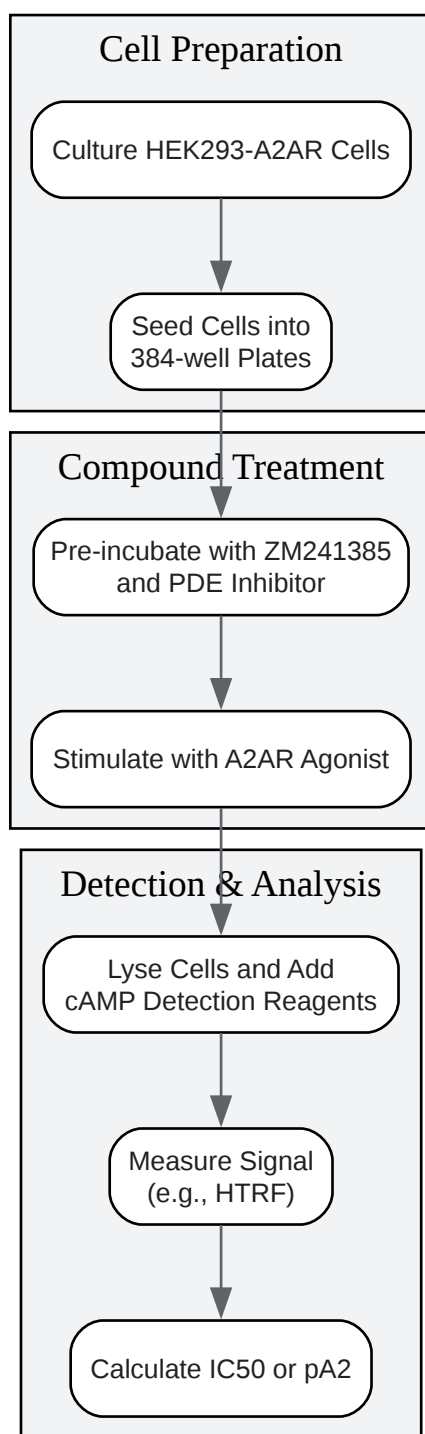 Cell Preparation
Culture HEK293-A2AR Cells
Seed Cells into
384-well Plates
Compound Treatment
Pre-incubate with ZM241385
and PDE Inhibitor
Stimulate with A2AR Agonist
Detection & Analysis
Lyse Cells and Add
cAMP Detection Reagents
Measure Signal
(e.g., HTRF)
Calculate IC50 or pA2